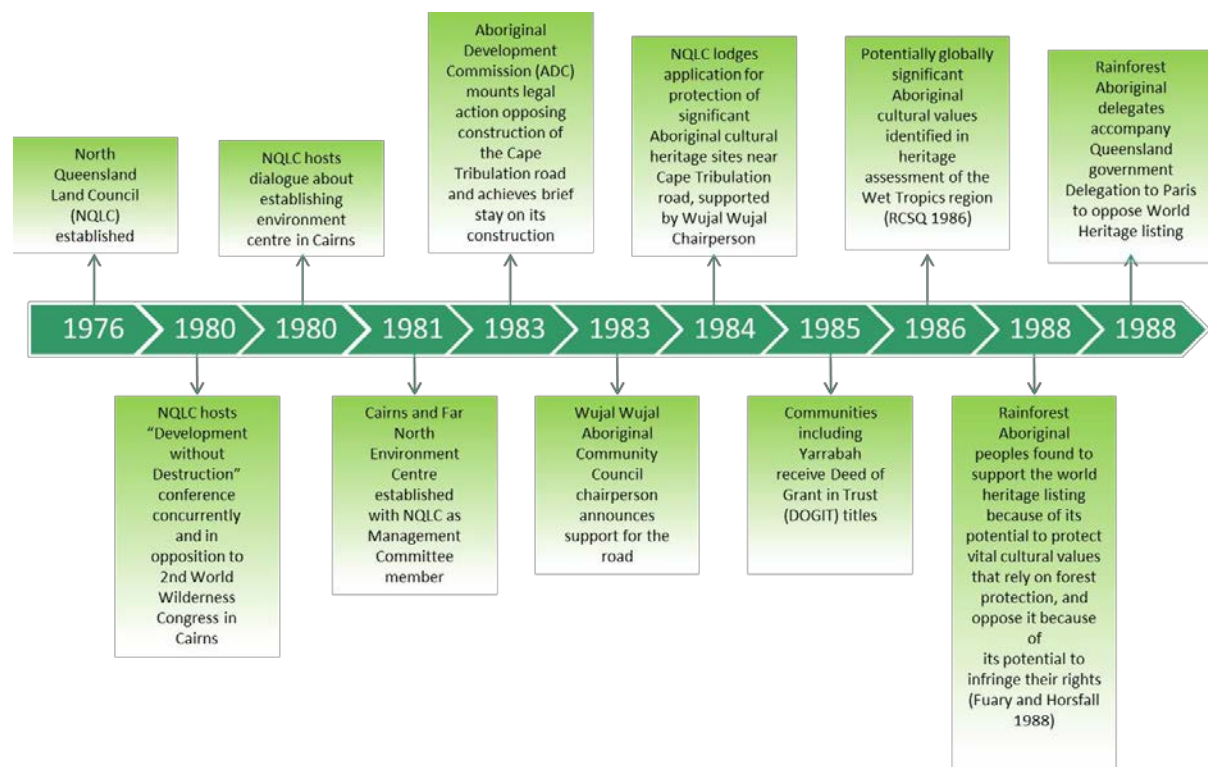 North
Queensland
Land Council
(NQLC)
established
NQLC hosts
dialogue about
establishing
environment
centre in Cairns
Aboriginal
Development
Commission (ADC)
mounts legal
action opposing
construction of
the Cape
Tribulation road
and achieves brief
stay on its
construction
NQLC lodges
application for
protection of
significant
Aboriginal cultural
heritage sites near
Cape Tribulation
road, supported
by Wujal Wujal
Chairperson
Potentially globally
significant
Aboriginal
cultural values
identified in
heritage
assessment of the
Wet Tropics region
(RCSQ 1986)
Rainforest
Aboriginal
delegates
accompany
Queensland
government
Delegation to Paris
to oppose World
Heritage listing
1976 1980 1980 1981 1983 1983 1984 1985 1986 1988 1988
NQLC hosts
“Development
without
Destruction”
conference
concurrently
and in
opposition to
2nd World
Wilderness
Congress in
Cairns
Cairns and Far
North
Environment
Centre
established
with NQLC as
Management
Committee
member
Wujal Wujal
Aboriginal
Community
Council
chairperson
announces
support for the
road
Communities
including
Yarrabah
receive Deed of
Grant in Trust
(DOGIT) titles
Rainforest
Aboriginal
peoples found to
support the world
heritage listing
because of its
potential to protect
vital cultural values
that rely on forest
protection, and
oppose it because
of
its potential to
infringe their rights
(Fuary and Horsfall
1988)